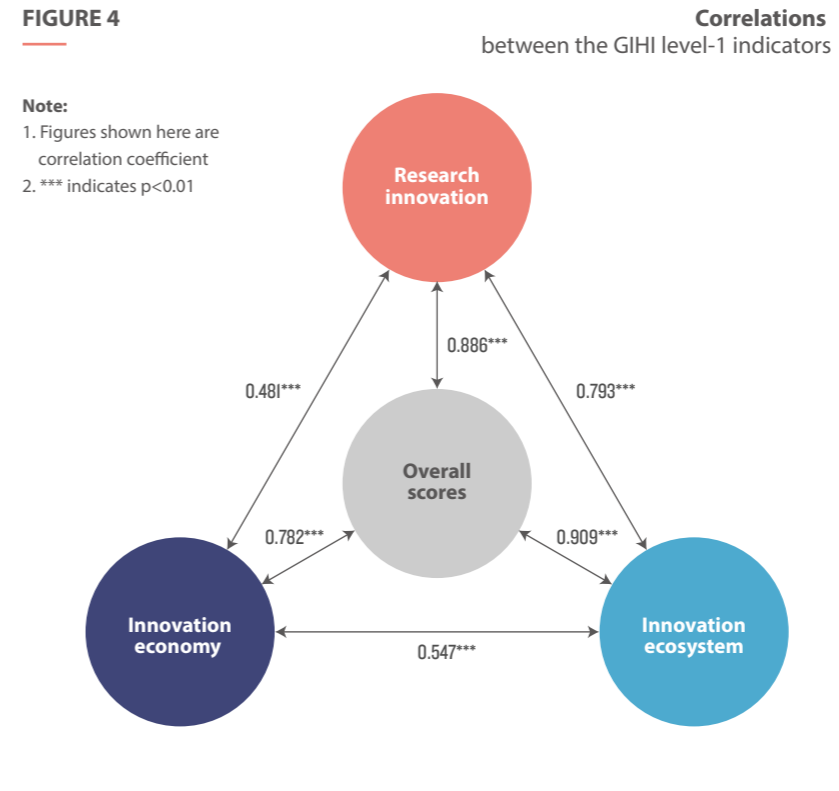 FIGURE 4
Correlations
between the GIHI level-1 indicators
Note:
1. Figures shown here are
correlation coefficient
2. *** indicates p<0.01
Research
innovation
0.886***
0.481***
0.793***
Overall
scores
0.782***
0.909***
Innovation
economy
Innovation
ecosystem
0.547***